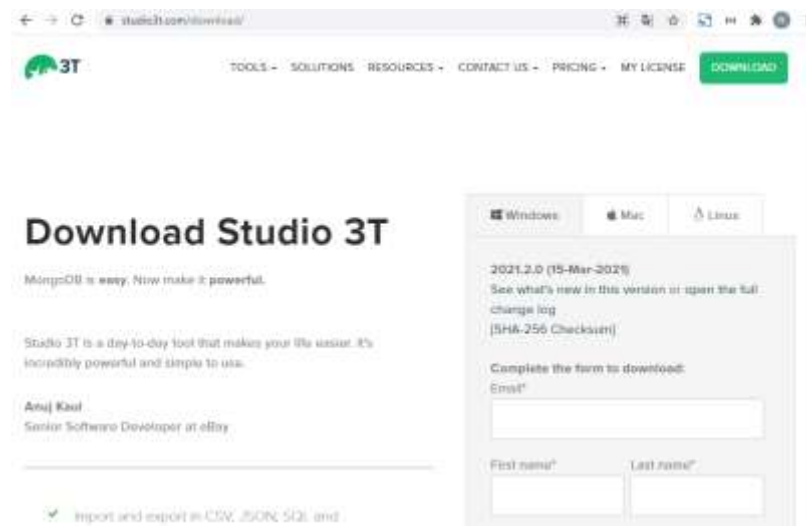 studio3t.com/download/
3T
TOOLS SOLUTIONS RESOURCES CONTACT US PRICING MY LICENSE DOWNLOAD
Windows Mac Linux
Download Studio 3T
MongoDB is easy. Now make it powerful.
Studio 3T is a day-to-day tool that makes your life easier. It's
incredibly powerful and simple to use.
Anuj Kaul
Senior Software Developer at eBay
Import and export in CSV, JSON, SQL and
2021.2.0 (15-Mar-2021)
See what's new in this version or open the full
change log
[SHA-256 Checksum]
Complete the form to download:
Email*
First name* Last name*